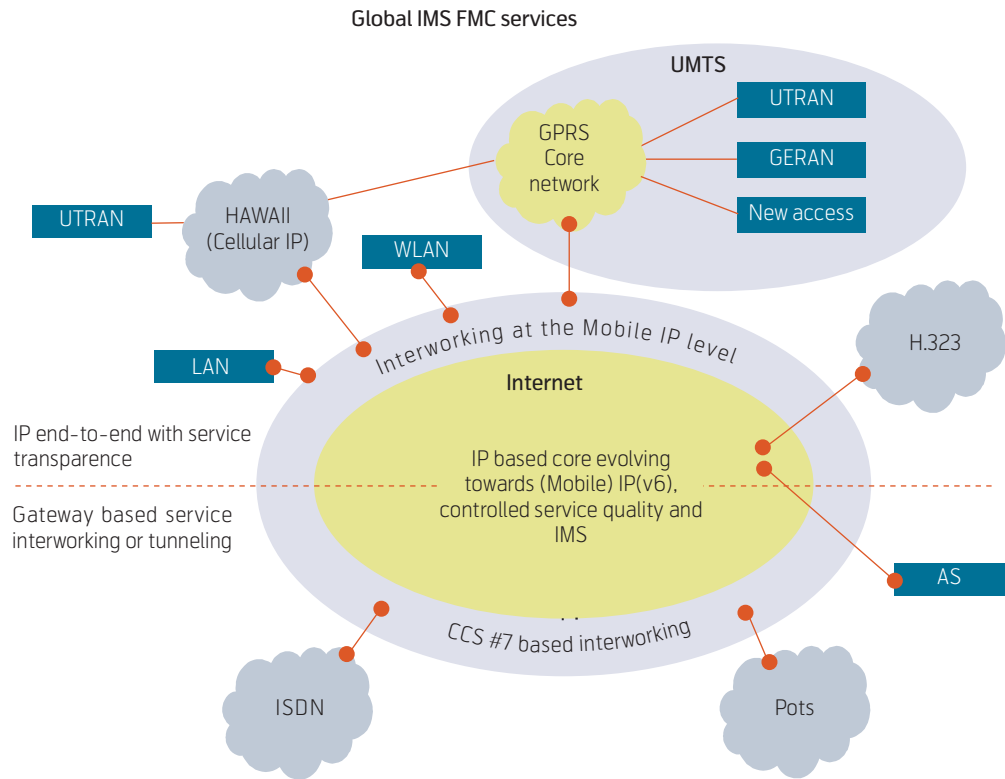 Global IMS FMC services
UMTS
UTRAN
GPRS
Core
network
GERAN
New access
UTRAN
HAWAII
(Cellular IP)
WLAN
Interworking at the Mobile IP level
H.323
LAN
Internet
IP end-to-end with service
transparence
IP based core evolving
towards (Mobile) IP(v6),
controlled service quality and
IMS
Gateway based service
interworking or tunneling
AS
CCS #7 based interworking
ISDN
Pots